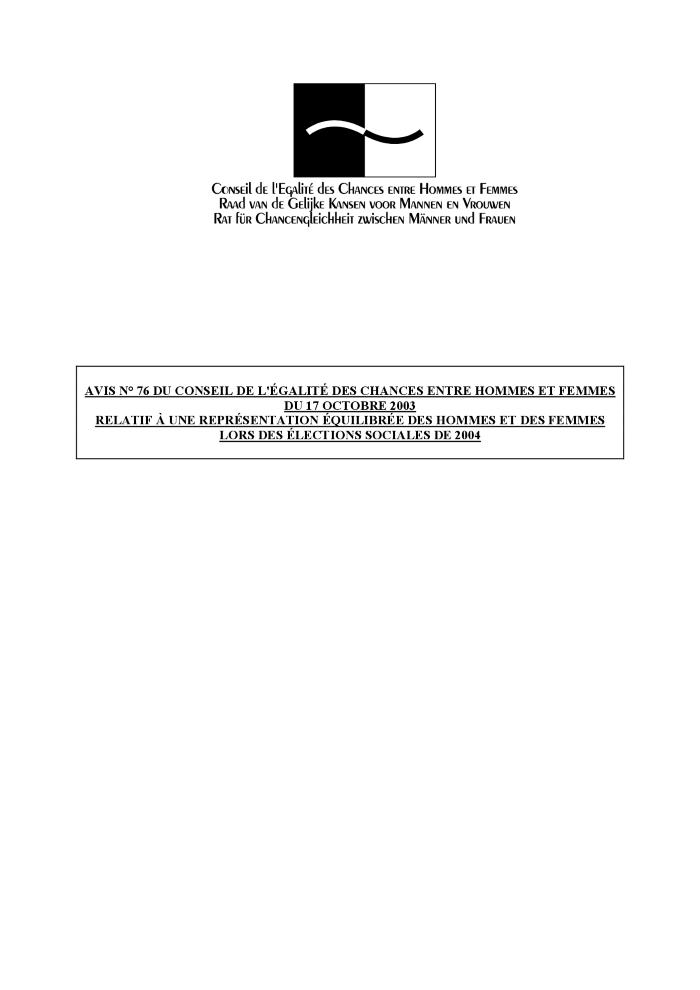 Conseil de l'Egalité des Chances entre Hommes et Femmes
Raad van de Gelijke Kansen voor Mannen en Vrouwen
Rat für Chancengleichheit zwischen Männer und Frauen
AVIS N° 76 DU CONSEIL DE L'ÉGALITÉ DES CHANCES ENTRE HOMMES ET FEMMES
DU 17 OCTOBRE 2003
RELATIF À UNE REPRÉSENTATION ÉQUILIBRÉE DES HOMMES ET DES FEMMES
LORS DES ÉLECTIONS SOCIALES DE 2004